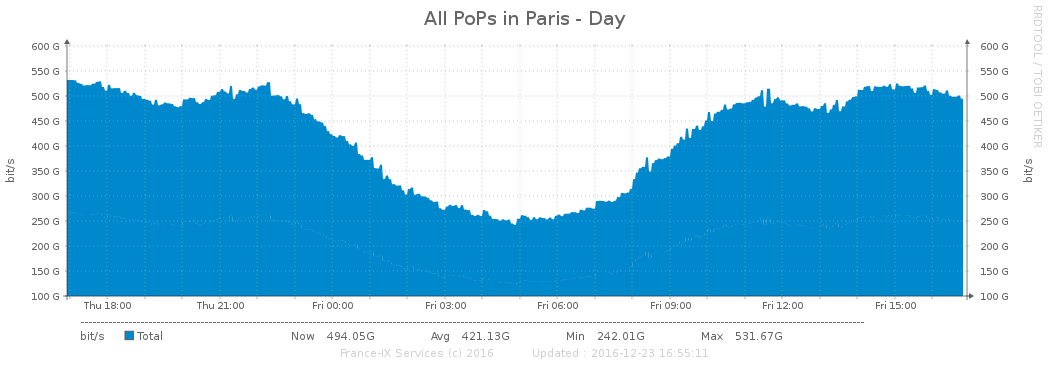 All PoPs in Paris - Day
RRDTOOL / TOBI OETIKER
600 G 600 G
550 G 550 G
500 G 500 G
450 G 450 G
400 G 400 G
350 G 350 G
300 G 300 G
250 G 250 G
200 G 200 G
150 G 150 G
100 G 100 G
bit/s bit/s
Thu 18:00 Thu 21:00 Fri 00:00 Fri 03:00 Fri 06:00 Fri 09:00 Fri 12:00 Fri 15:00
bit/s Total Now 494.05G Avg 421.13G Min 242.01G Max 531.67G
France-IX Services (c) 2016 Updated : 2016-12-23 16:55:11